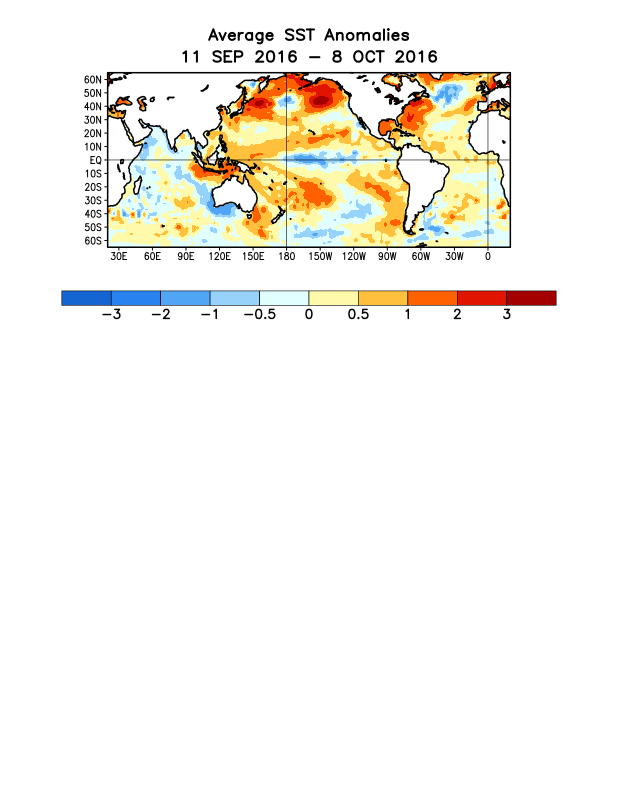 Average SST Anomalies
11 SEP 2016 – 8 OCT 2016
60N
50N
40N
30N
20N
10N
EQ
10S
20S
30S
40S
50S
60S
30E 60E 90E 120E 150E 180 150W 120W 90W 60W 30W 0
−3 −2 −1 −0.5 0 0.5 1 2 3